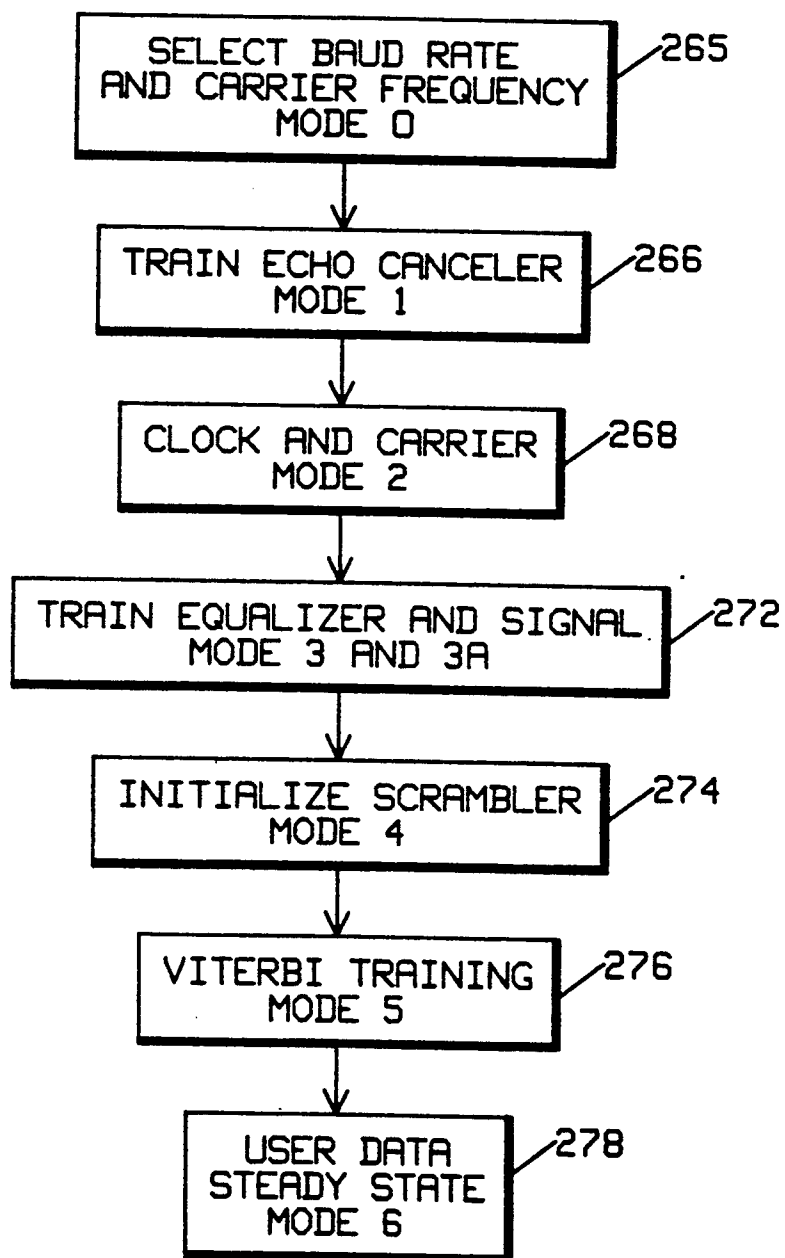 SELECT BAUD RATE
AND CARRIER FREQUENCY
MODE 0
265
TRAIN ECHO CANCELER
MODE 1
266
CLOCK AND CARRIER
MODE 2
268
TRAIN EQUALIZER AND SIGNAL
MODE 3 AND 3A
272
INITIALIZE SCRAMBLER
MODE 4
274
VITERBI TRAINING
MODE 5
276
USER DATA
STEADY STATE
MODE 6
278